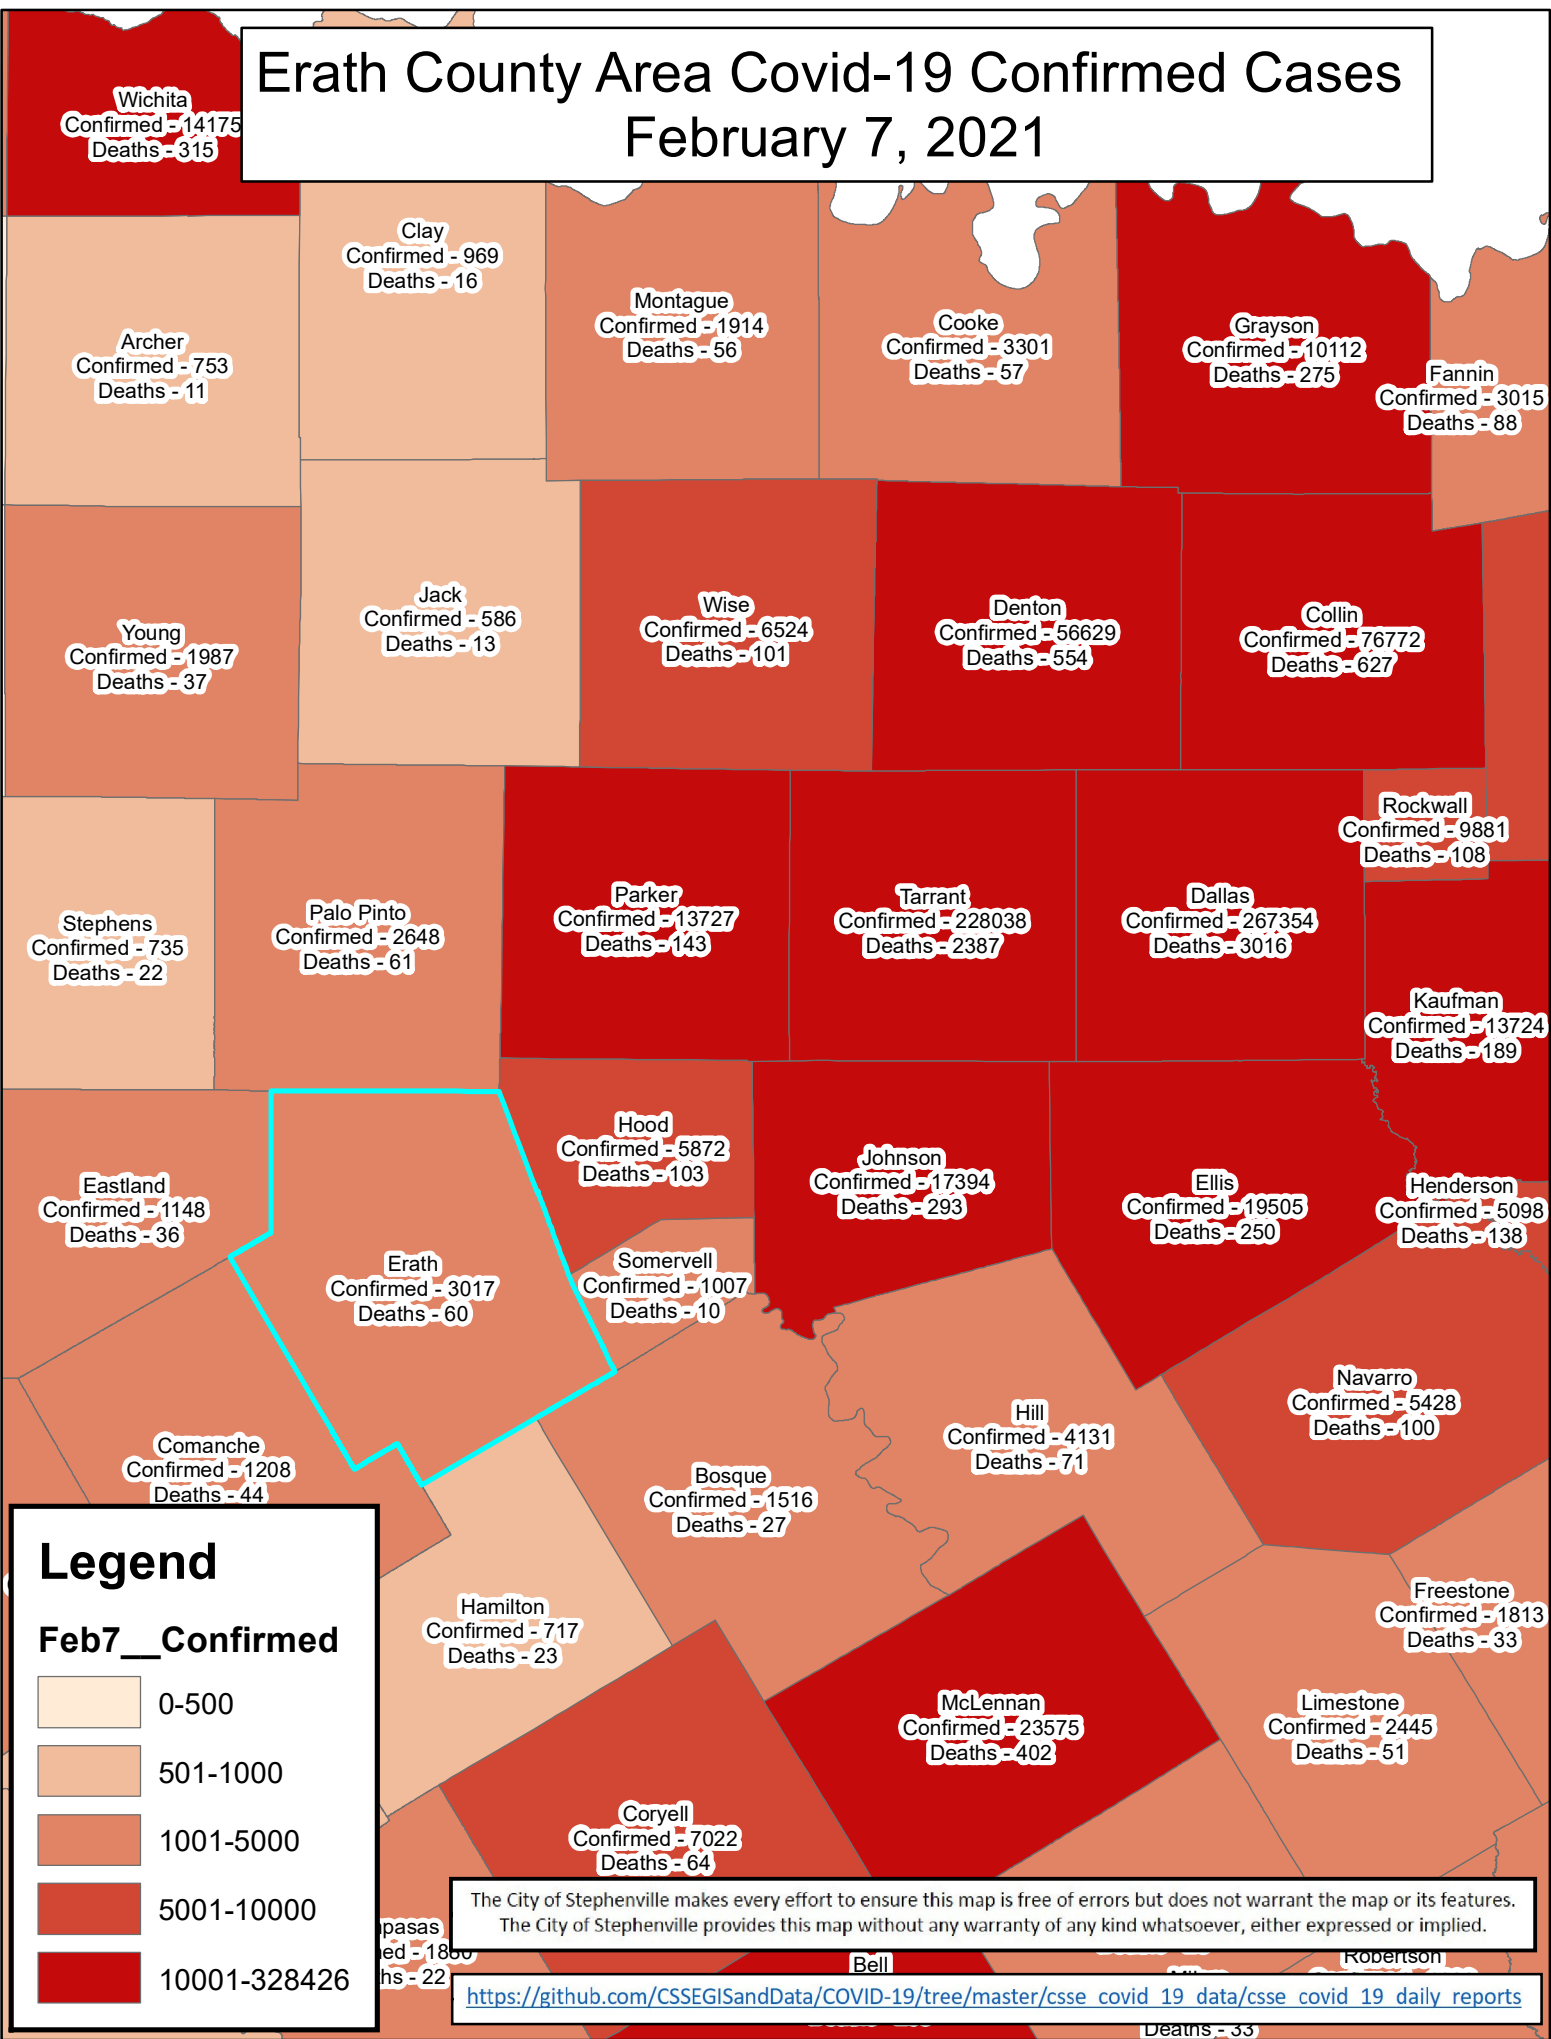 Erath County Area Covid-19 Confirmed Cases
February 7, 2021
Wichita
Confirmed - 14175
Deaths - 315
Clay
Confirmed - 969
Deaths - 16
Montague
Confirmed - 1914
Deaths - 56
Cooke
Confirmed - 3301
Deaths - 57
Grayson
Confirmed - 10112
Deaths - 275
Fannin
Confirmed - 3015
Deaths - 88
Archer
Confirmed - 753
Deaths - 11
Young
Confirmed - 1987
Deaths - 37
Jack
Confirmed - 586
Deaths - 13
Wise
Confirmed - 6524
Deaths - 101
Denton
Confirmed - 56629
Deaths - 554
Collin
Confirmed - 76772
Deaths - 627
Rockwall
Confirmed - 9881
Deaths - 108
Stephens
Confirmed - 735
Deaths - 22
Palo Pinto
Confirmed - 2648
Deaths - 61
Parker
Confirmed - 13727
Deaths - 143
Tarrant
Confirmed - 228038
Deaths - 2387
Dallas
Confirmed - 267354
Deaths - 3016
Kaufman
Confirmed - 13724
Deaths - 189
Eastland
Confirmed - 1148
Deaths - 36
Erath
Confirmed - 3017
Deaths - 60
Hood
Confirmed - 5872
Deaths - 103
Somervell
Confirmed - 1007
Deaths - 10
Johnson
Confirmed - 17394
Deaths - 293
Ellis
Confirmed - 19505
Deaths - 250
Henderson
Confirmed - 5098
Deaths - 138
Navarro
Confirmed - 5428
Deaths - 100
Hill
Confirmed - 4131
Deaths - 71
Comanche
Confirmed - 1208
Deaths - 44
Bosque
Confirmed - 1516
Deaths - 27
Hamilton
Confirmed - 717
Deaths - 23
Freestone
Confirmed - 1813
Deaths - 33
McLennan
Confirmed - 23575
Deaths - 402
Limestone
Confirmed - 2445
Deaths - 51
Coryell
Confirmed - 7022
Deaths - 64
Legend
Feb7__Confirmed
0-500
501-1000
1001-5000
5001-10000
10001-328426
The City of Stephenville makes every effort to ensure this map is free of errors but does not warrant the map or its features.
The City of Stephenville provides this map without any warranty of any kind whatsoever, either expressed or implied.
pasas
ed - 1880
hs - 22
Bell
Robertson
https://github.com/CSSEGISandData/COVID-19/tree/master/csse_covid_19_data/csse_covid_19_daily_reports
Deaths - 33